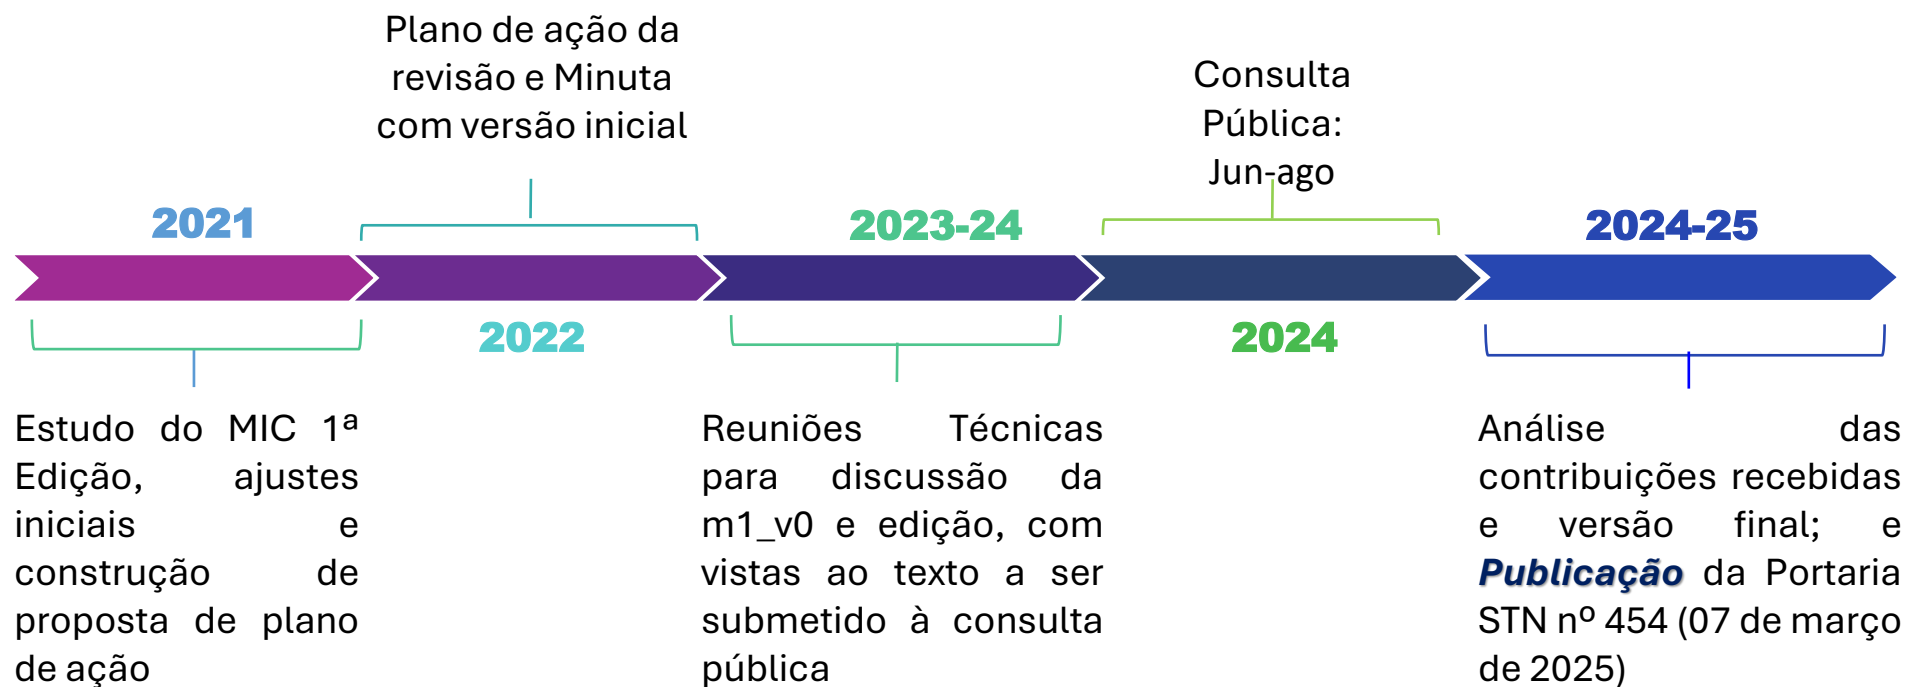 Plano de ação da
revisão e Minuta
com versão inicial
Consulta
Pública:
Jun-ago
2021
2023-24
2024-25
2022
2024
Estudo do MIC 1ª
Edição, ajustes
iniciais e
construção de
proposta de plano
de ação
Reuniões Técnicas
para discussão da
m1_v0 e edição, com
vistas ao texto a ser
submetido à consulta
pública
Análise das
contribuições recebidas
e versão final; e
Publicação da Portaria
STN nº 454 (07 de março
de 2025)